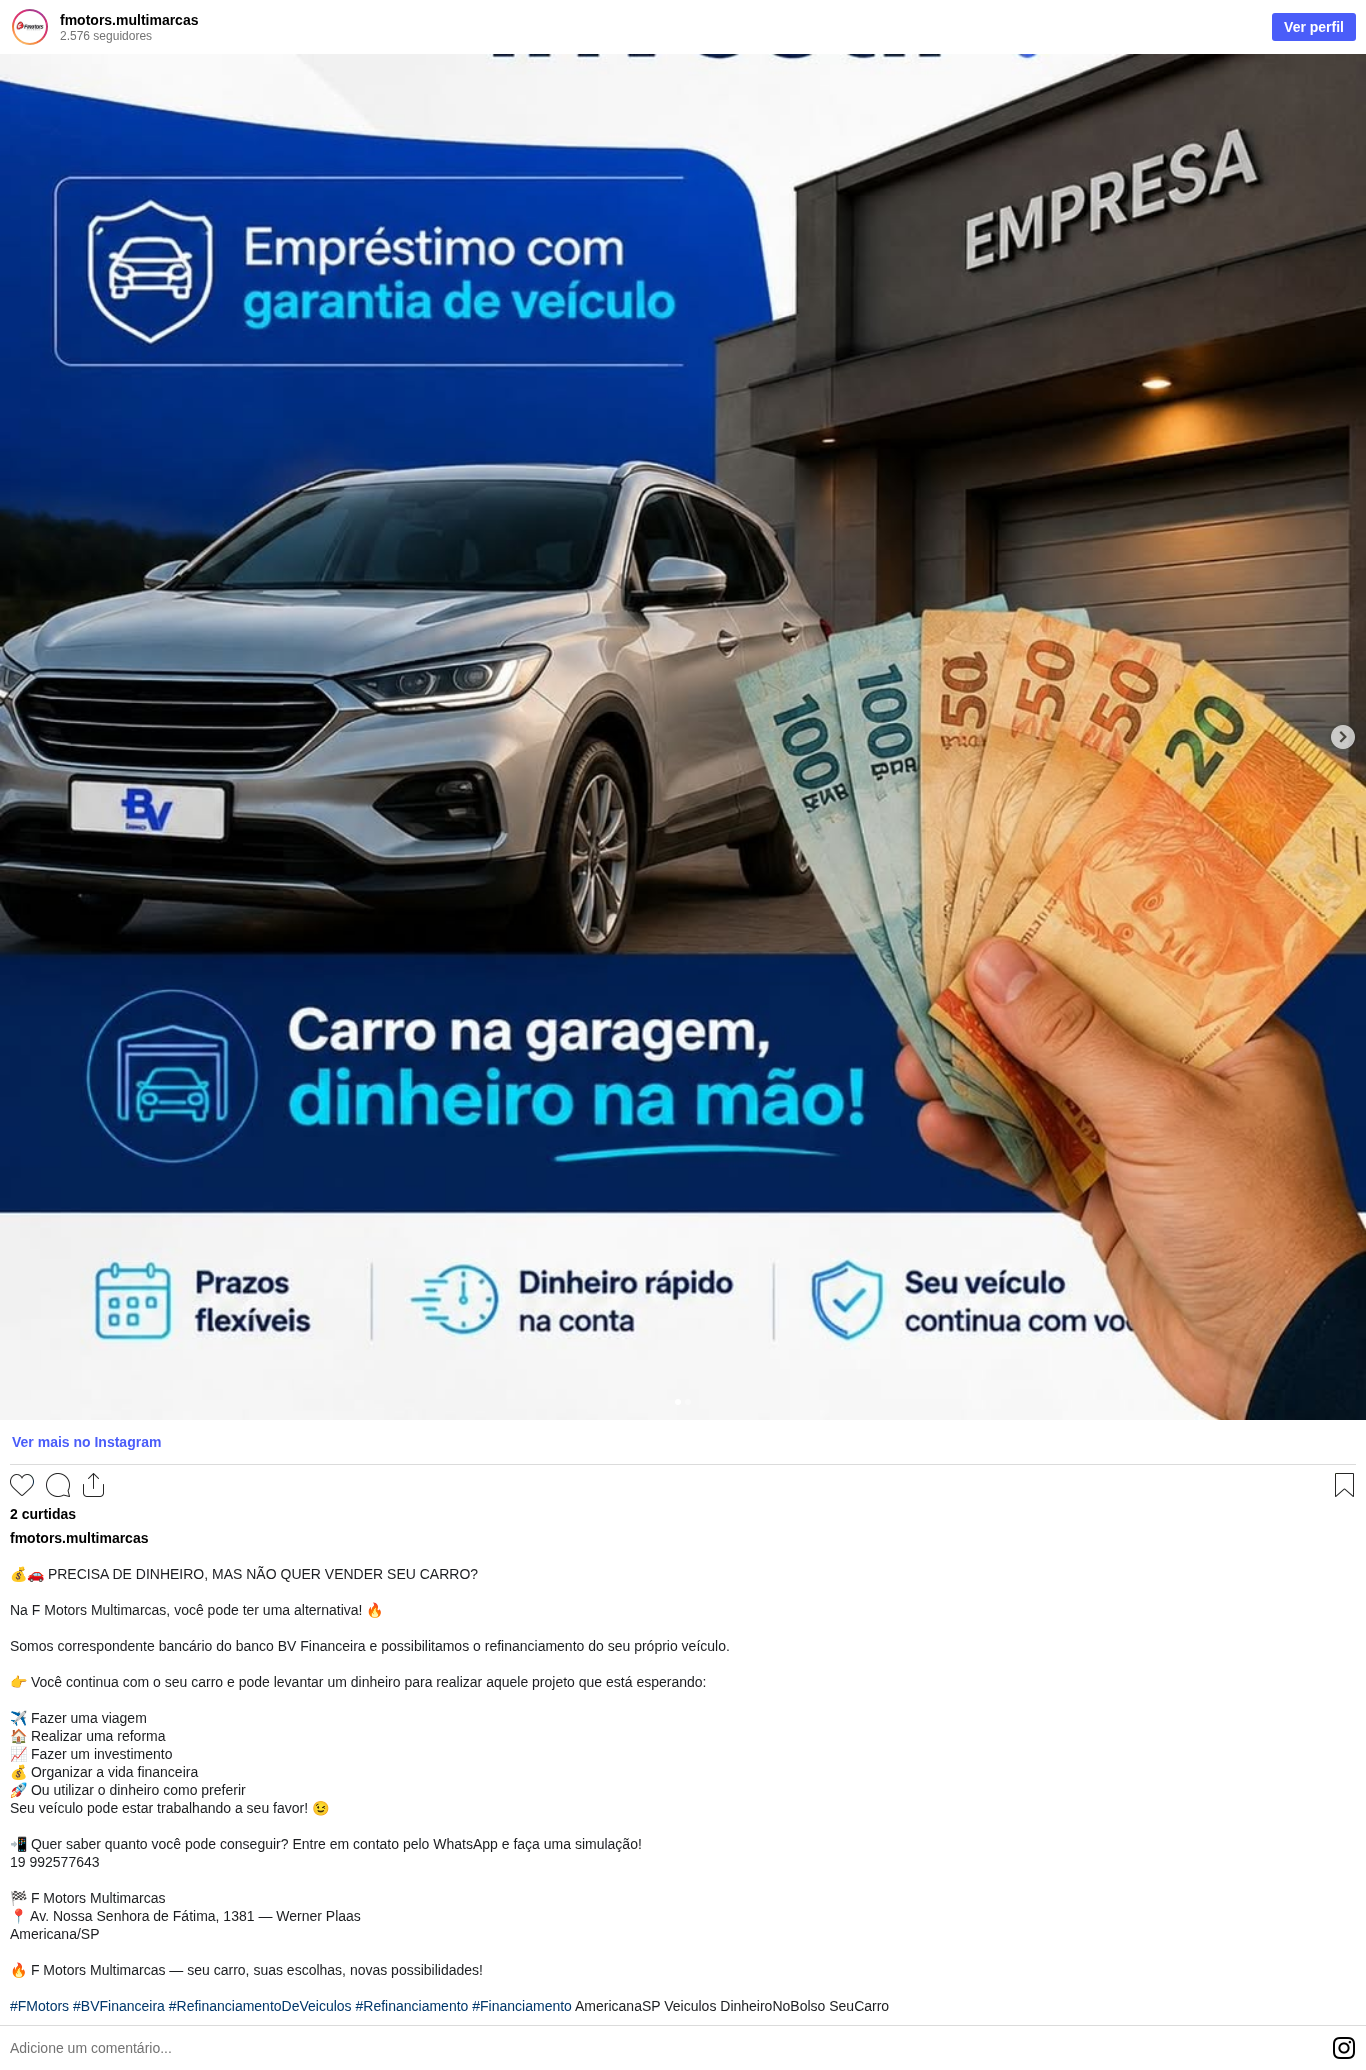 fmotors.multimarcas
2.576 seguidores
Ver perfil
EMPRESA
Empréstimo com
garantia de veículo
100
100
50
50
50
20
BV
Carro na garagem,
dinheiro na mão!
Prazos
flexíveis
Dinheiro rápido
na conta
Seu veículo
continua com
Ver mais no Instagram
2 curtidas
fmotors.multimarcas
💰🚗 PRECISA DE DINHEIRO, MAS NÃO QUER VENDER SEU CARRO?
Na F Motors Multimarcas, você pode ter uma alternativa! 🔥
Somos correspondente bancário do banco BV Financeira e possibilitamos o refinanciamento do seu próprio veículo.
👉 Você continua com o seu carro e pode levantar um dinheiro para realizar aquele projeto que está esperando:
✈️ Fazer uma viagem
🏠 Realizar uma reforma
📈 Fazer um investimento
💰 Organizar a vida financeira
🚀 Ou utilizar o dinheiro como preferir
Seu veículo pode estar trabalhando a seu favor! 😉
📲 Quer saber quanto você pode conseguir? Entre em contato pelo WhatsApp e faça uma simulação!
19 992577643
🏁 F Motors Multimarcas
📍 Av. Nossa Senhora de Fátima, 1381 — Werner Plaas
Americana/SP
🔥 F Motors Multimarcas — seu carro, suas escolhas, novas possibilidades!
#FMotors #BVFinanceira #RefinanciamentoDeVeiculos #Refinanciamento #Financiamento AmericanaSP Veiculos DinheiroNoBolso SeuCarro
Adicione um comentário...